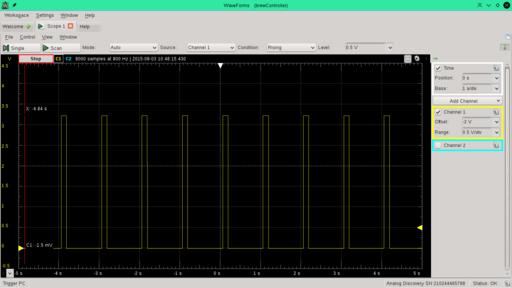 WaveForms (brewController)
Workspace Settings Window Help
Welcome Scope 1 Help
File Control View Window
Single Scan Mode: Auto Source: Channel 1 Condition: Rising Level: 0.5 V
V Stop C1 C2 8000 samples at 800 Hz | 2015-08-03 10:48:15.430
4.5
4
3.5
3
2.5
2
1.5
1
0.5
0
-0.5
X: -4.84 s
C1: -1.5 mV
-5 s -4 s -3 s -2 s -1 s 0 s 1 s 2 s 3 s 4 s 5 s
Time
Position: 0 s
Base: 1 s/div
Add Channel
Channel 1
Offset: -2 V
Range: 0.5 V/div
Channel 2
Trigger PC
Analog Discovery SN:210244465788
Status: OK